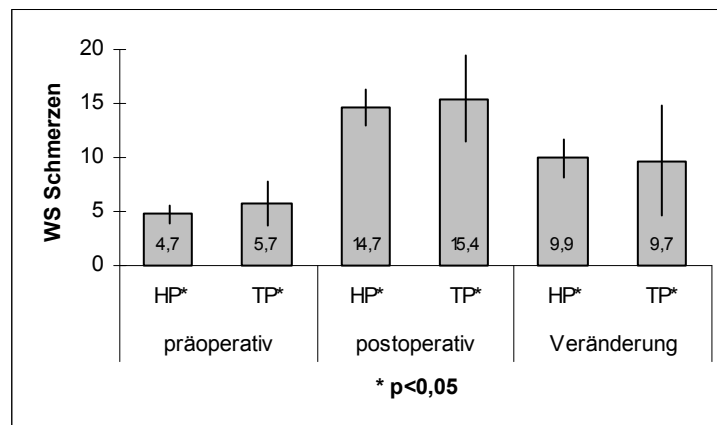 WS Schmerzen
20
15
10
5
0
4,7
5,7
14,7
15,4
9,9
9,7
HP* TP* HP* TP* HP* TP*
präoperativ postoperativ Veränderung
* p<0,05